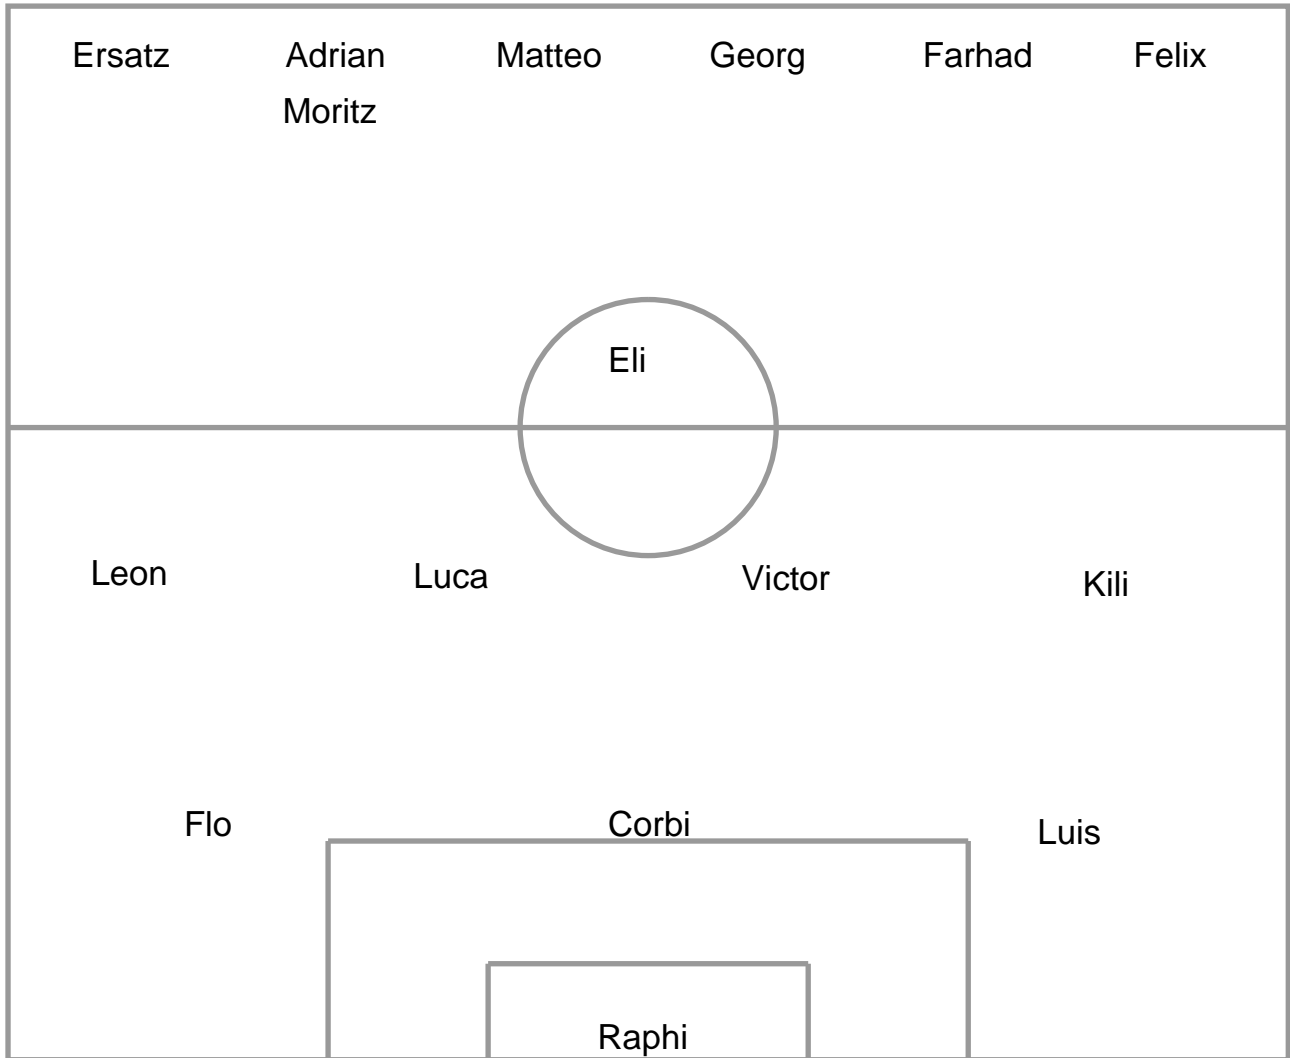 Ersatz Adrian Matteo Georg Farhad Felix
Moritz
Eli
Leon Luca Victor Kili
Flo Corbi Luis
Raphi